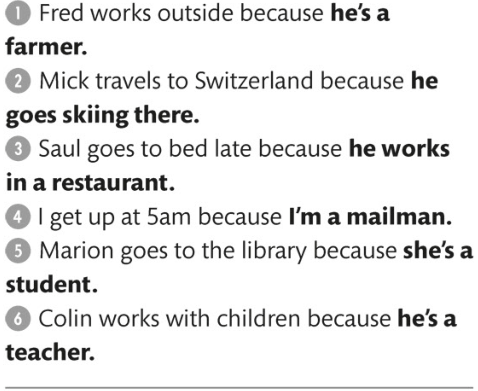 1 Fred works outside because he's a
farmer.
2 Mick travels to Switzerland because he
goes skiing there.
3 Saul goes to bed late because he works
in a restaurant.
4 I get up at 5am because I'm a mailman.
5 Marion goes to the library because she's a
student.
6 Colin works with children because he's a
teacher.